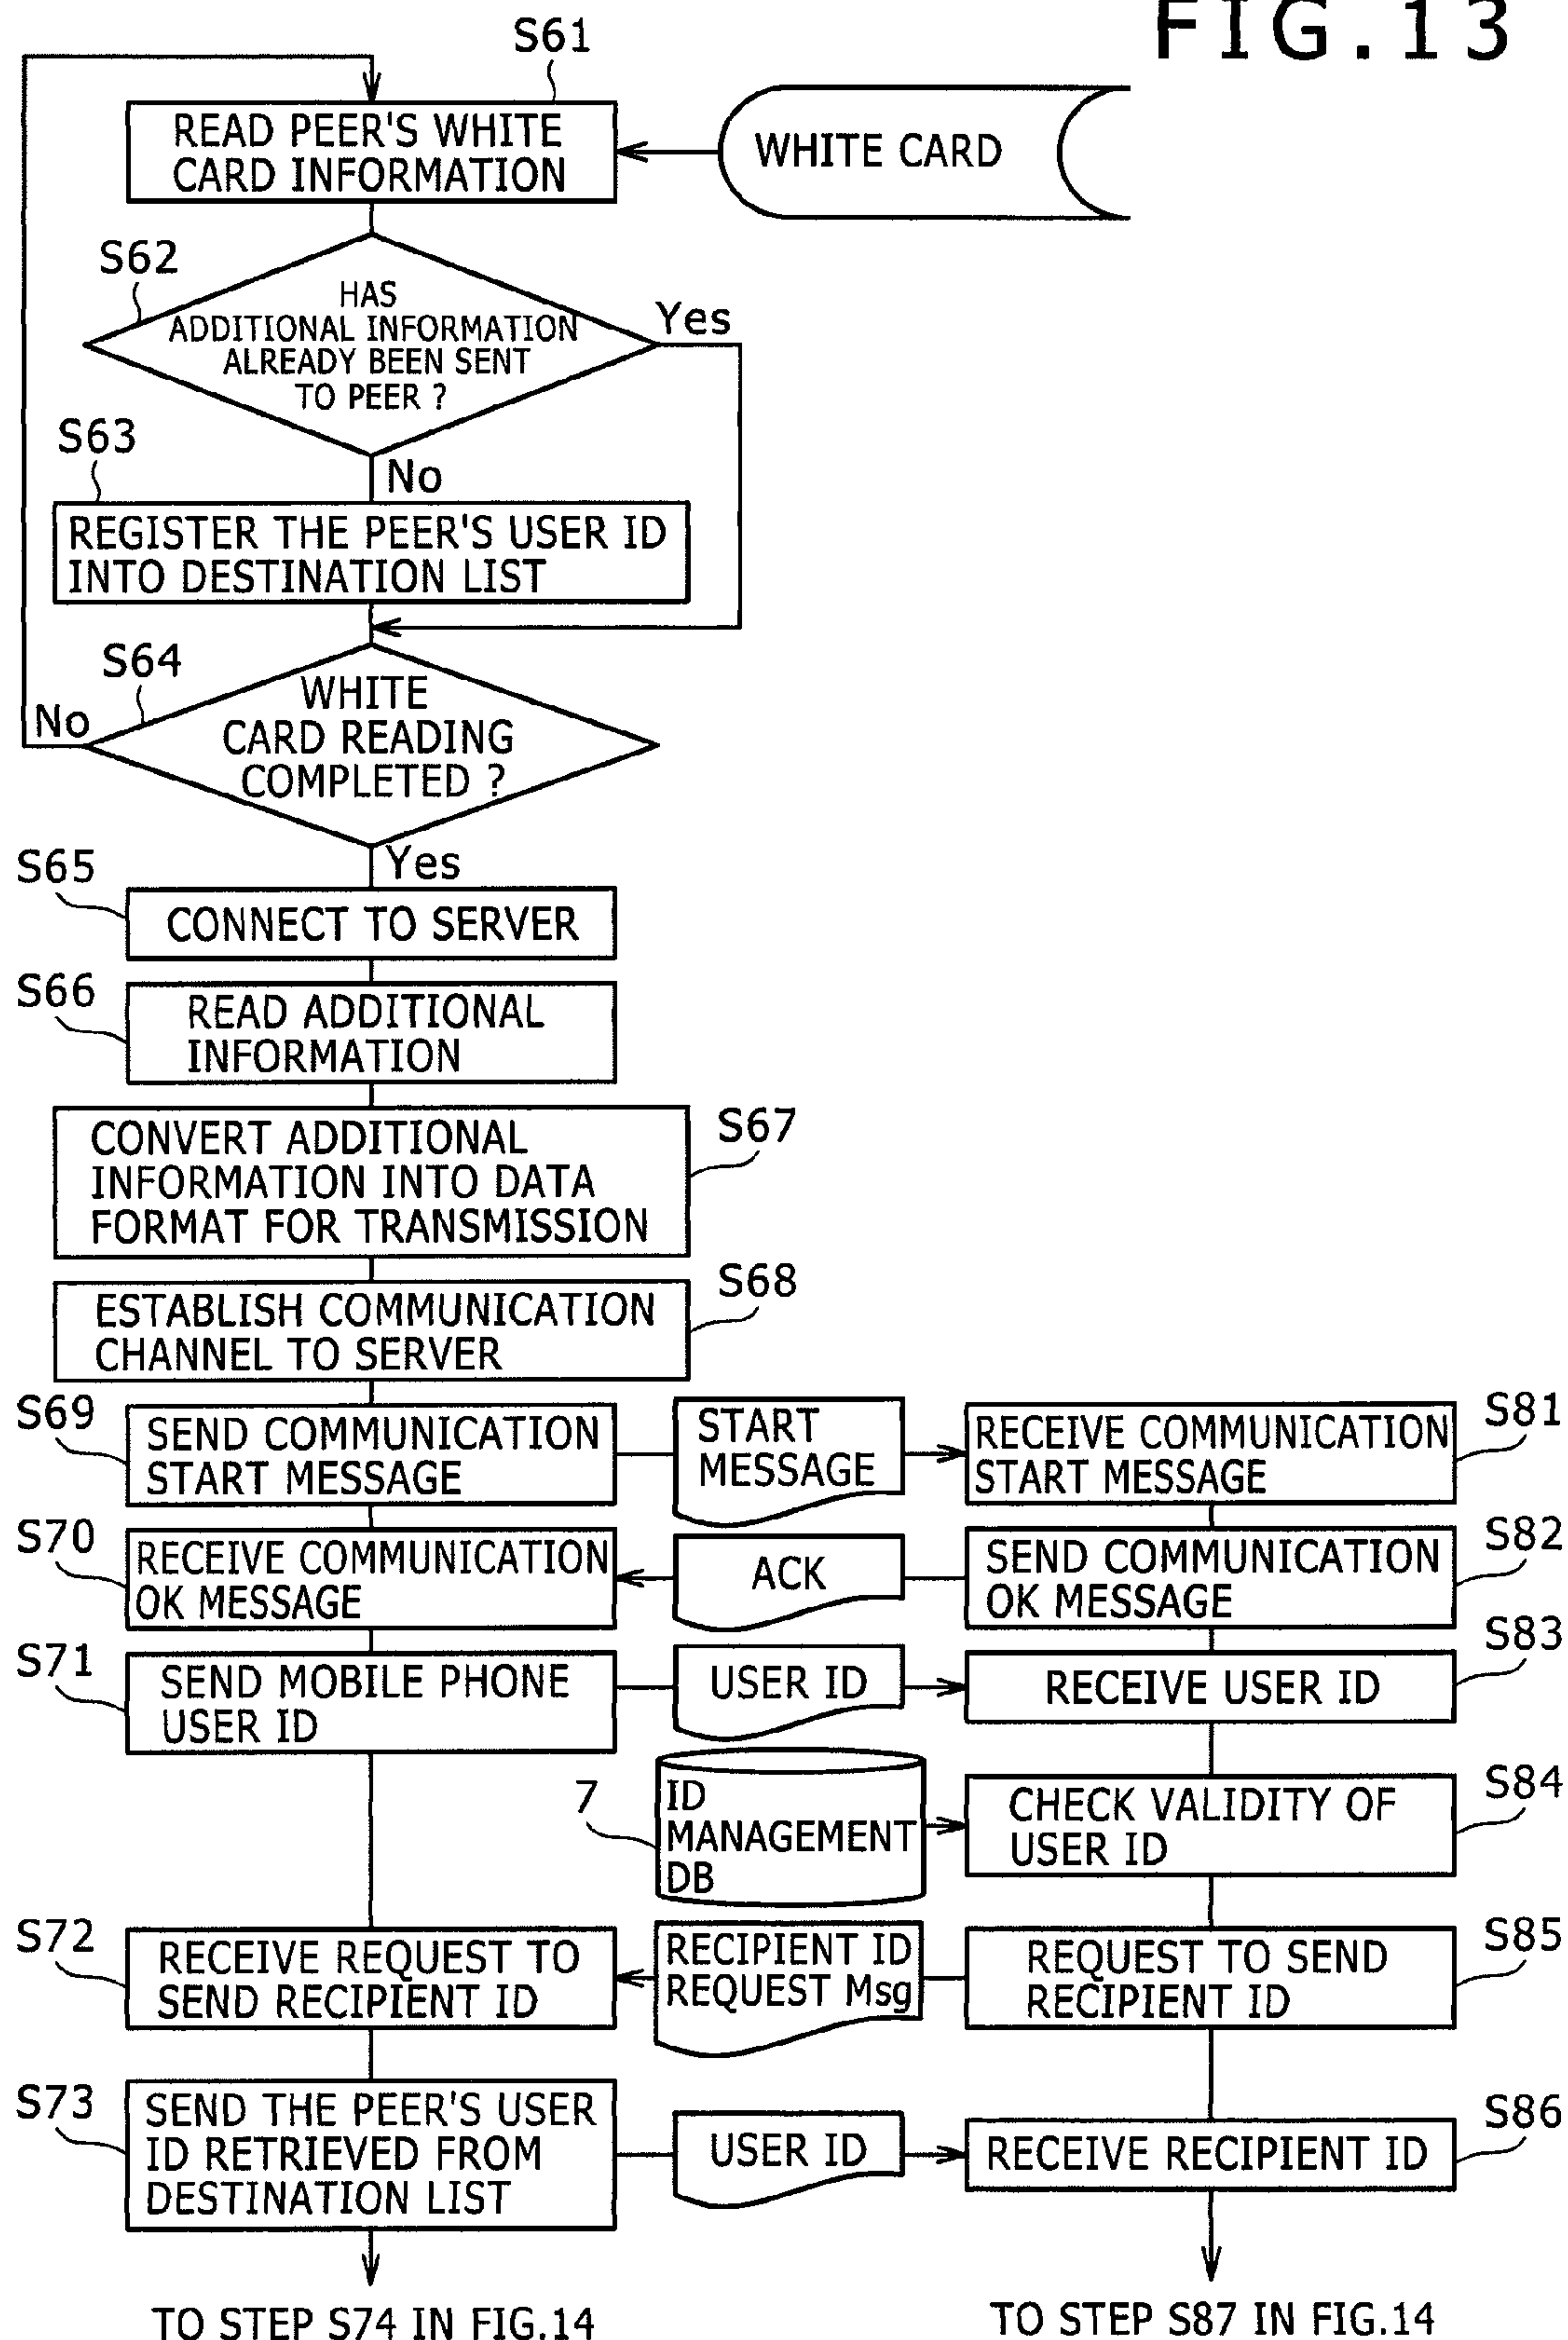 FIG.13
S61
READ PEER'S WHITE
CARD INFORMATION
WHITE CARD
S62
HAS
ADDITIONAL INFORMATION
ALREADY BEEN SENT
TO PEER ?
Yes
S63
No
REGISTER THE PEER'S USER ID
INTO DESTINATION LIST
S64
WHITE
CARD READING
COMPLETED ?
No
Yes
S65
CONNECT TO SERVER
S66
READ ADDITIONAL
INFORMATION
S67
CONVERT ADDITIONAL
INFORMATION INTO DATA
FORMAT FOR TRANSMISSION
S68
ESTABLISH COMMUNICATION
CHANNEL TO SERVER
S69
SEND COMMUNICATION
START MESSAGE
START
MESSAGE
RECEIVE COMMUNICATION
START MESSAGE
S81
S70
RECEIVE COMMUNICATION
OK MESSAGE
ACK
SEND COMMUNICATION
OK MESSAGE
S82
S71
SEND MOBILE PHONE
USER ID
USER ID
RECEIVE USER ID
S83
7
ID
MANAGEMENT
DB
CHECK VALIDITY OF
USER ID
S84
S72
RECEIVE REQUEST TO
SEND RECIPIENT ID
RECIPIENT ID
REQUEST Msg
REQUEST TO SEND
RECIPIENT ID
S85
S73
SEND THE PEER'S USER
ID RETRIEVED FROM
DESTINATION LIST
USER ID
RECEIVE RECIPIENT ID
S86
TO STEP S74 IN FIG.14
TO STEP S87 IN FIG.14